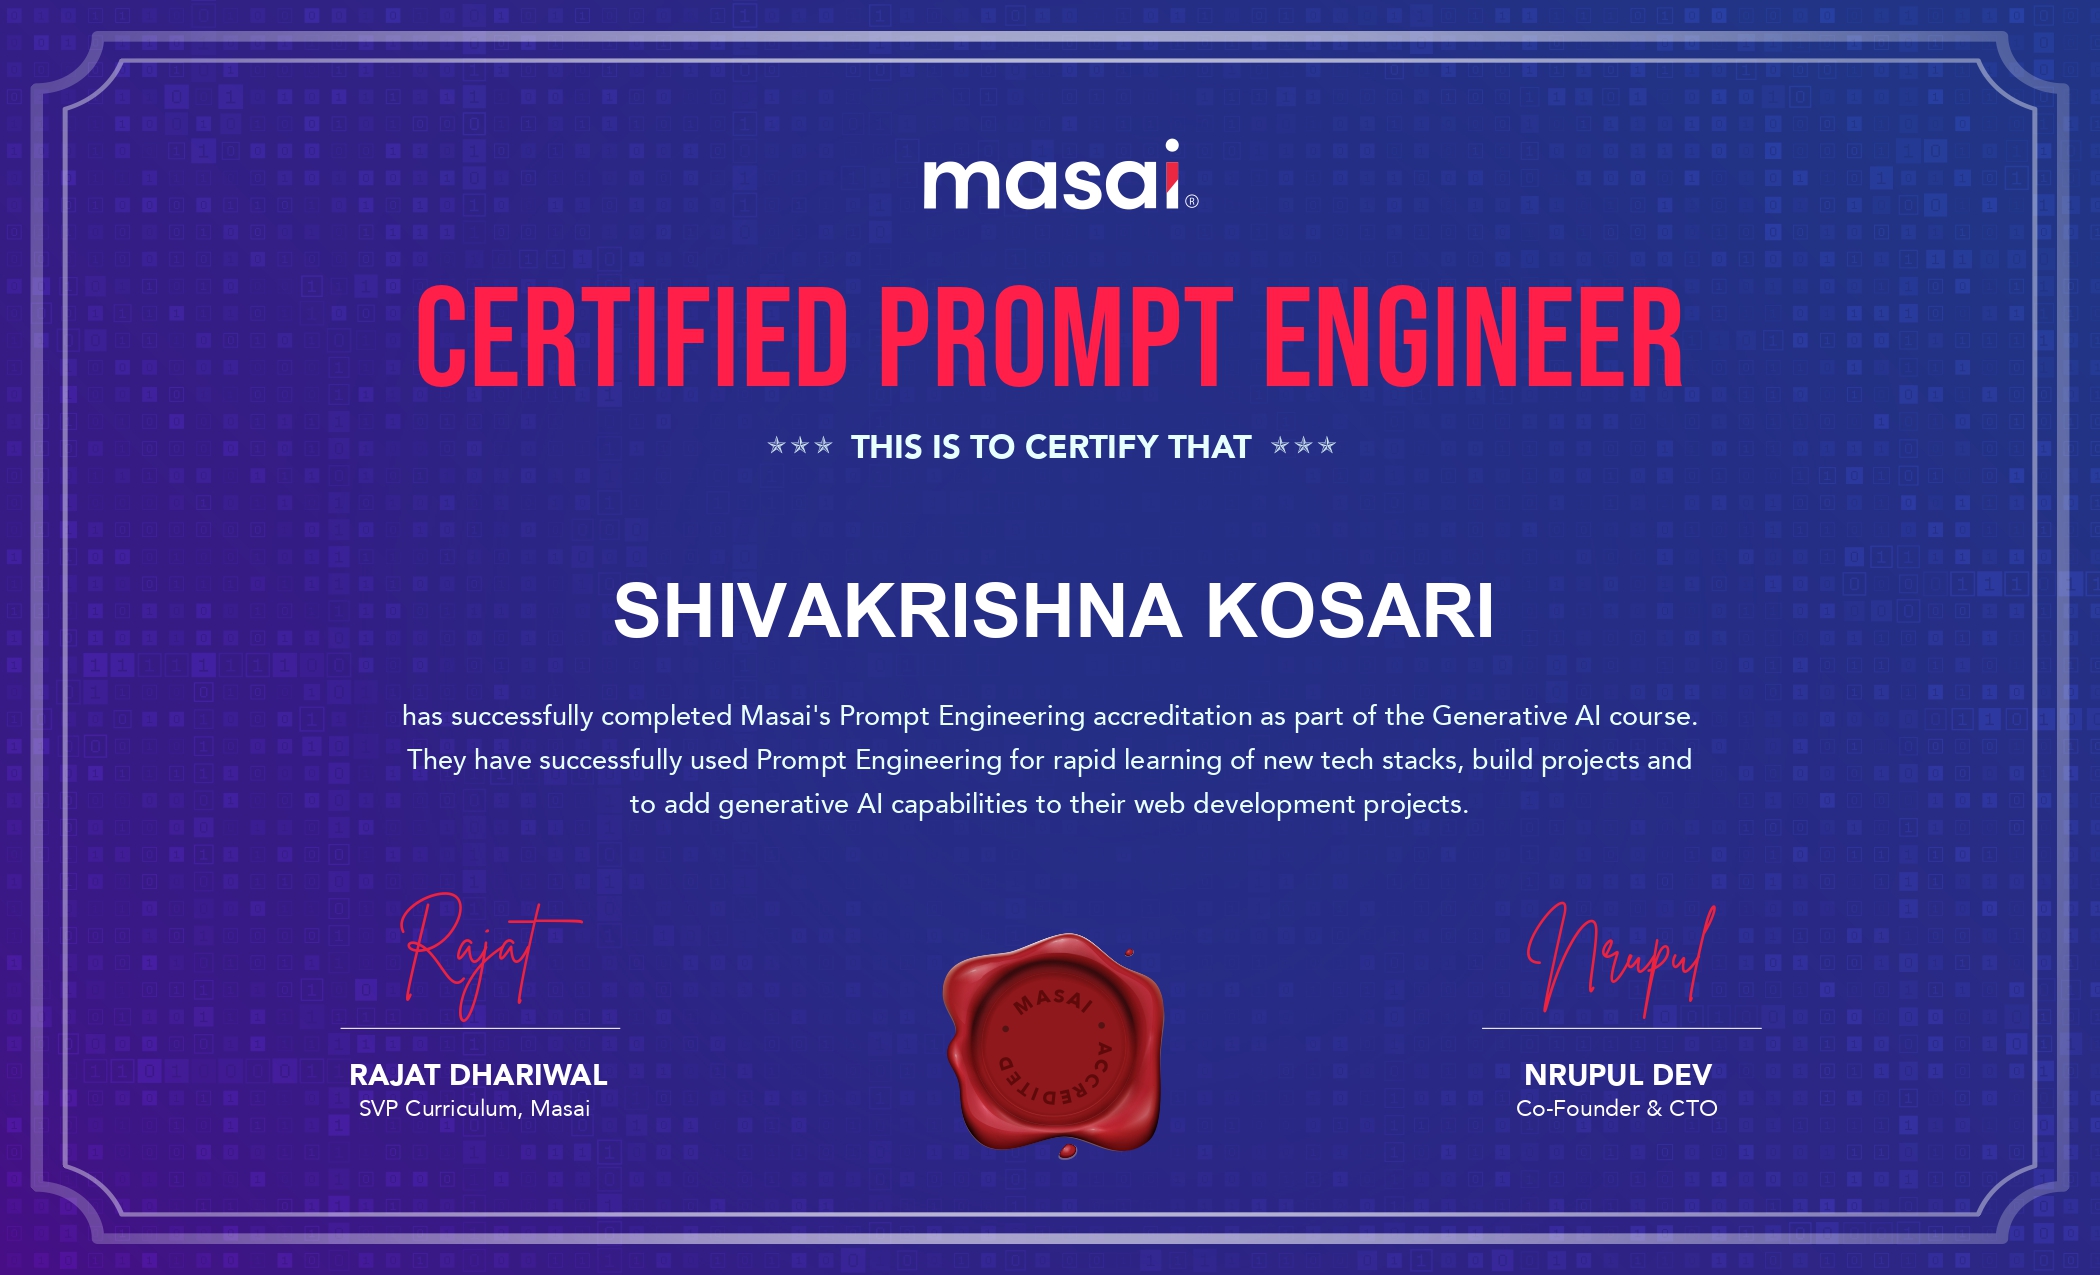 masai®
CERTIFIED PROMPT ENGINEER
✯✯✯ THIS IS TO CERTIFY THAT ✯✯✯
SHIVAKRISHNA KOSARI
has successfully completed Masai's Prompt Engineering accreditation as part of the Generative AI course.
They have successfully used Prompt Engineering for rapid learning of new tech stacks, build projects and
to add generative AI capabilities to their web development projects.
Rajat
RAJAT DHARIWAL
SVP Curriculum, Masai
MASAI • ACCREDITED •
Nrupul
NRUPUL DEV
Co-Founder & CTO